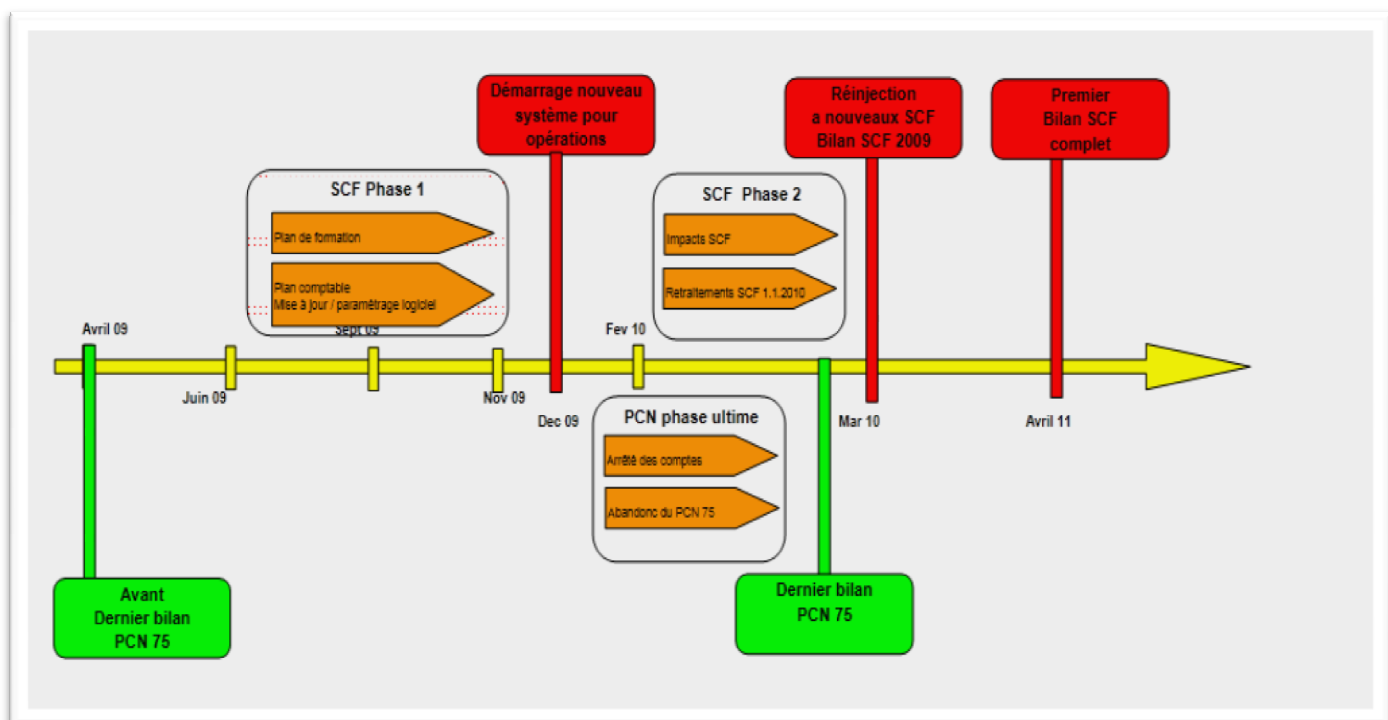 Démarrage nouveau
système pour
opérations
Réinjection
a nouveaux SCF
Bilan SCF 2009
Premier
Bilan SCF
complet
SCF Phase 1
Plan de formation
Plan comptable
Mise à jour / paramétrage logiciel
SCF Phase 2
Impacts SCF
Retraitements SCF 1.1.2010
Avril 09
Sept 09
Fev 10
Juin 09
Nov 09
Dec 09
Mar 10
Avril 11
PCN phase ultime
Arrêté des comptes
Abandonc du PCN 75
Avant
Dernier bilan
PCN 75
Dernier bilan
PCN 75